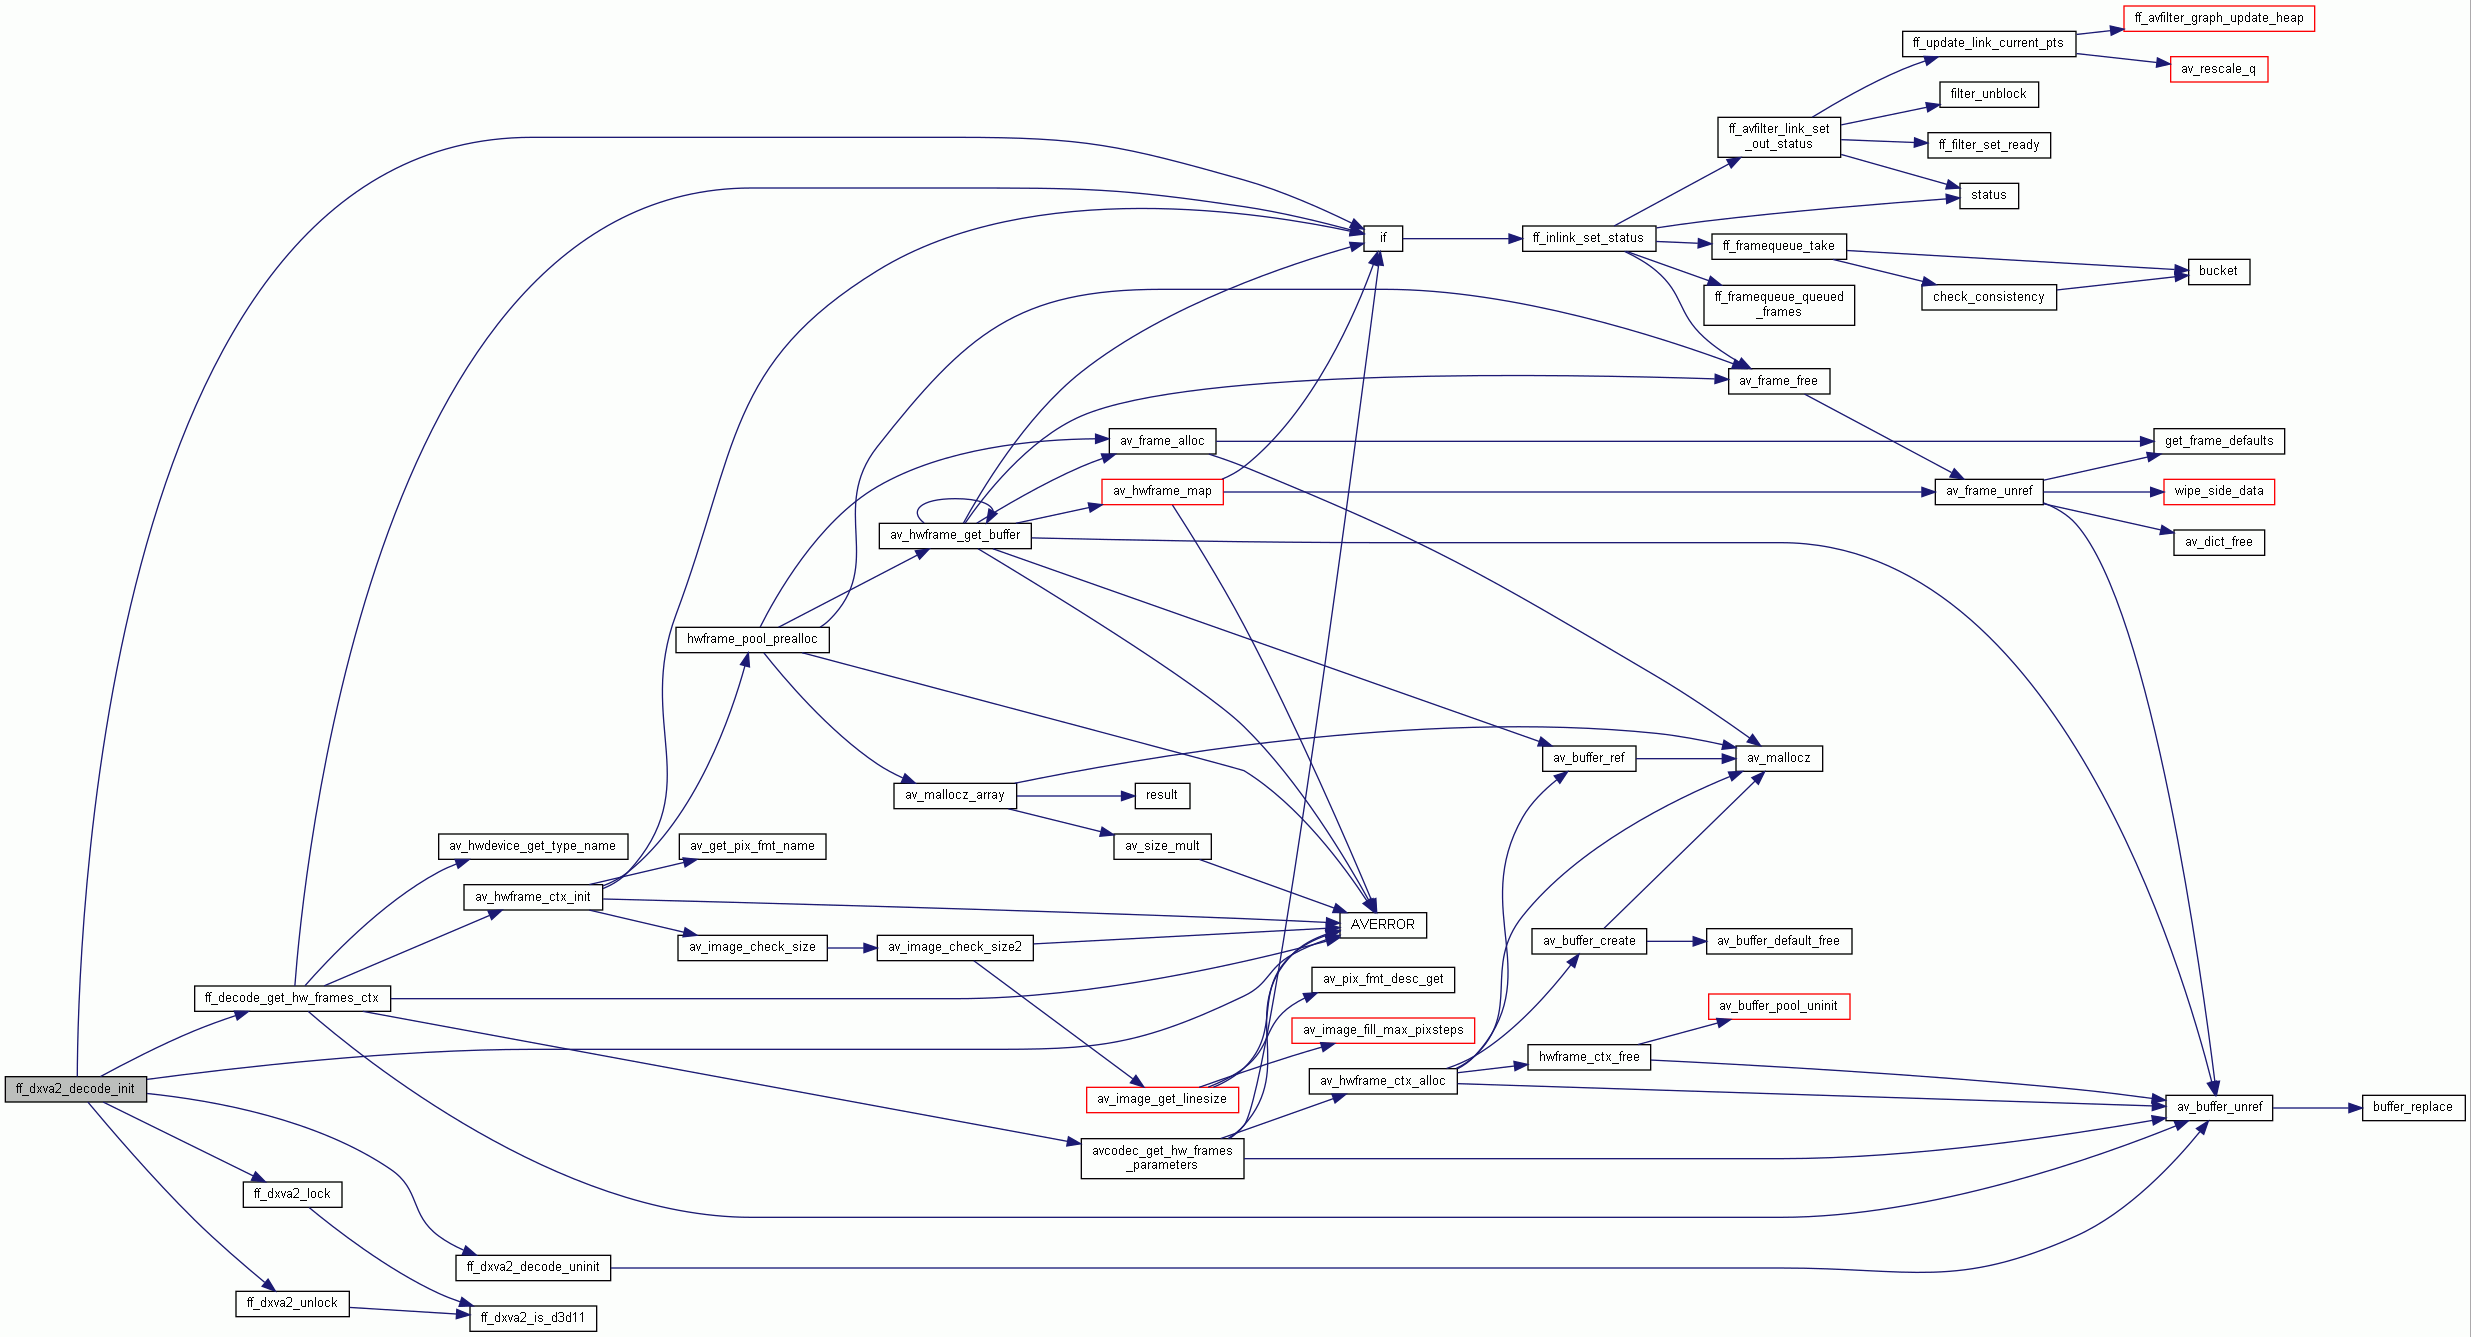 ff_avfilter_graph_update_heap
ff_update_link_current_pts
av_rescale_q
filter_unblock
ff_avfilter_link_set
_out_status
ff_filter_set_ready
status
if
ff_inlink_set_status
ff_framequeue_take
bucket
check_consistency
ff_framequeue_queued
_frames
av_frame_free
av_frame_alloc
get_frame_defaults
av_hwframe_map
av_frame_unref
wipe_side_data
av_hwframe_get_buffer
av_dict_free
hwframe_pool_prealloc
av_buffer_ref
av_mallocz
av_mallocz_array
result
av_hwdevice_get_type_name
av_get_pix_fmt_name
av_size_mult
av_hwframe_ctx_init
AVERROR
av_image_check_size
av_image_check_size2
av_buffer_create
av_buffer_default_free
av_pix_fmt_desc_get
ff_decode_get_hw_frames_ctx
av_buffer_pool_uninit
av_image_fill_max_pixsteps
hwframe_ctx_free
ff_dxva2_decode_init
av_hwframe_ctx_alloc
av_image_get_linesize
av_buffer_unref
buffer_replace
avcodec_get_hw_frames
_parameters
ff_dxva2_lock
ff_dxva2_decode_uninit
ff_dxva2_unlock
ff_dxva2_is_d3d11